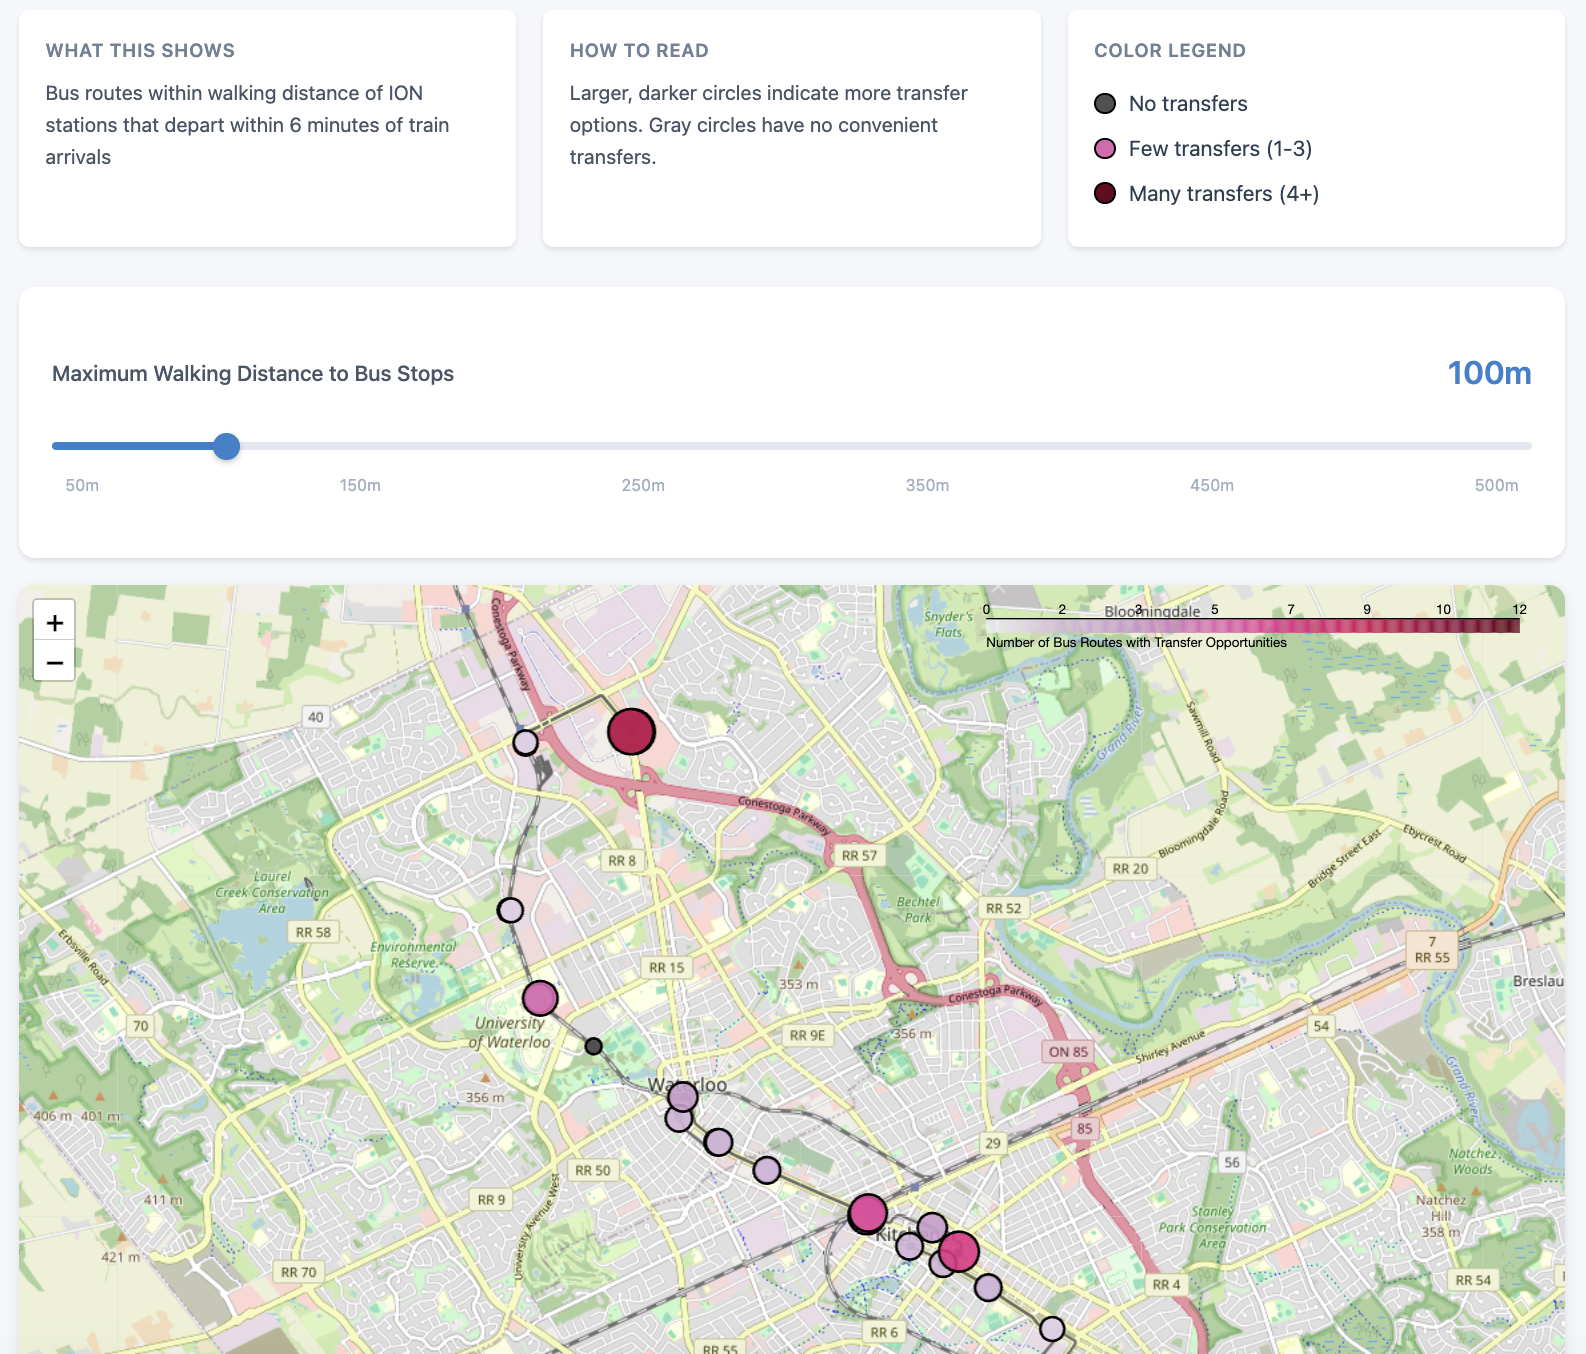 WHAT THIS SHOWS
Bus routes within walking distance of ION
stations that depart within 6 minutes of train
arrivals
HOW TO READ
Larger, darker circles indicate more transfer
options. Gray circles have no convenient
transfers.
COLOR LEGEND
No transfers
Few transfers (1-3)
Many transfers (4+)
Maximum Walking Distance to Bus Stops
100m
50m 150m 250m 350m 450m 500m
+
−
0 2 3 5 7 9 10 12
Number of Bus Routes with Transfer Opportunities
Bloomingdale
Snyder's
Flats
Conestoga Parkway
40
Grand River
Sawmill Road
Conestoga Parkway
RR 8
RR 57
RR 20
Bloomingdale Road
Bridge Street East
Ebycrest Road
Laurel
Creek Conservation
Area
Bechtel
Park
RR 52
RR 58
Erbsville Road
Environmental
Reserve
7
RR 55
RR 15
353 m
Breslau
Conestoga Parkway
University
of Waterloo
70
RR 9E
356 m
54
ON 85
Shirley Avenue
Grand River
Waterloo
356 m
406 m
401 m
85
29
56
Natchez
Woods
RR 50
RR 9
411 m
University Avenue West
Natchez
Hill
358 m
Stanley
Park Conservation
Area
Kit
421 m
RR 70
RR 4
RR 54
RR 6
RR 55